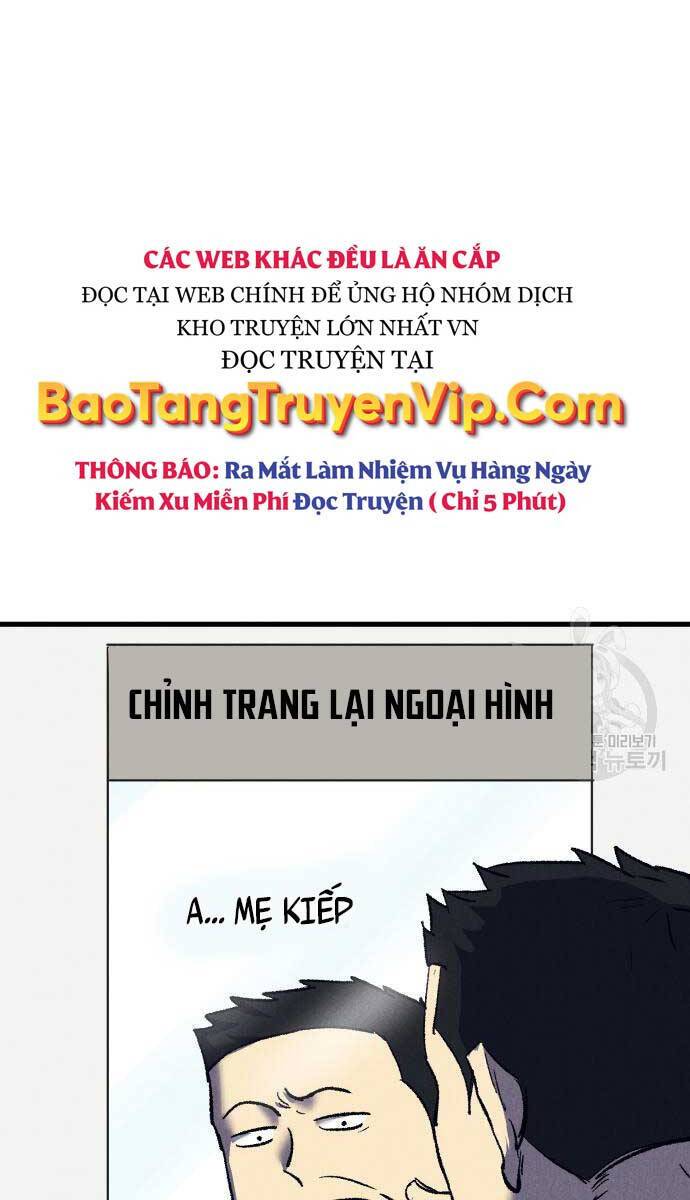 CÁC WEB KHÁC ĐỀU LÀ ĂN CẮP
ĐỌC TẠI WEB CHÍNH ĐỂ ỦNG HỘ NHÓM DỊCH
KHO TRUYỆN LỚN NHẤT VN
ĐỌC TRUYỆN TẠI
BaoTangTruyenVip.Com
THÔNG BÁO: Ra Mắt Làm Nhiệm Vụ Hàng Ngày
Kiếm Xu Miễn Phí Đọc Truyện ( Chỉ 5 Phút)
CHỈNH TRANG LẠI NGOẠI HÌNH
툰 미리보기
뉴토끼
A... MẸ KIẾP